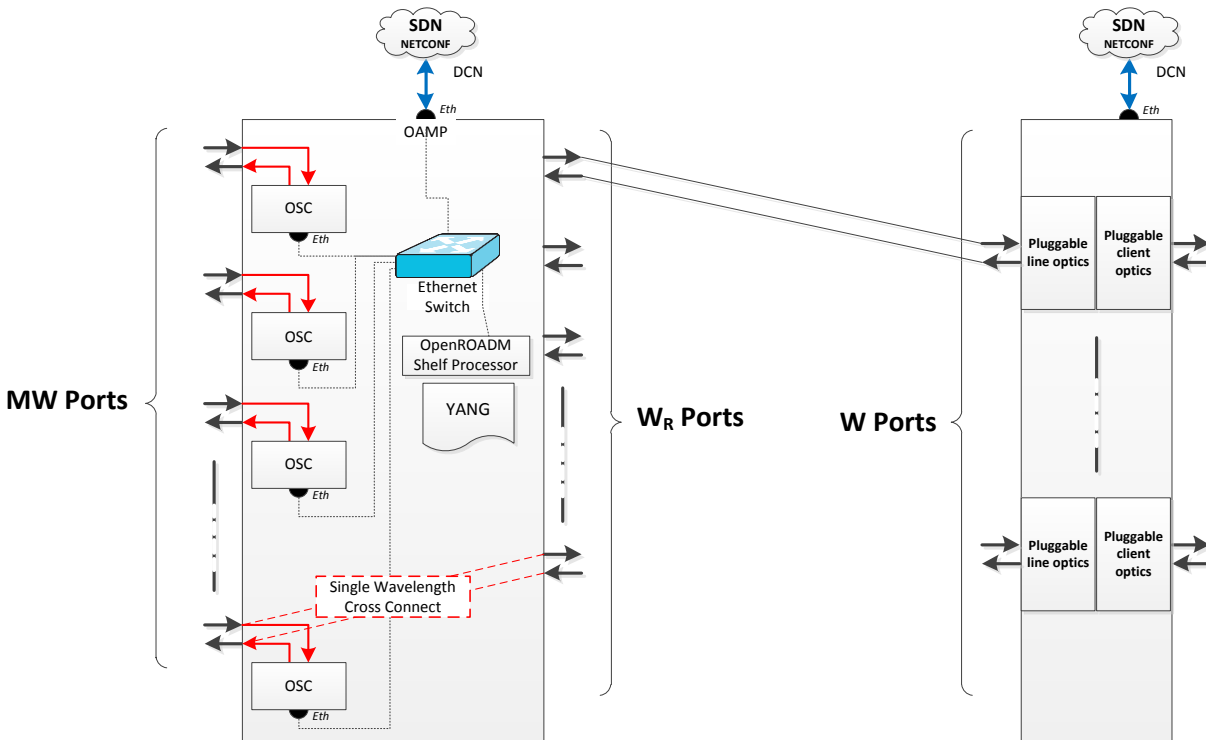 SDN
NETCONF
DCN
Eth
OAMP
OSC
Eth
Ethernet
Switch
OSC
Eth
OpenROADM
Shelf Processor
YANG
OSC
Eth
Single Wavelength
Cross Connect
OSC
Eth
MW Ports
WR Ports
SDN
NETCONF
DCN
Eth
W Ports
Pluggable
line optics
Pluggable
client
optics
Pluggable
line optics
Pluggable
client
optics